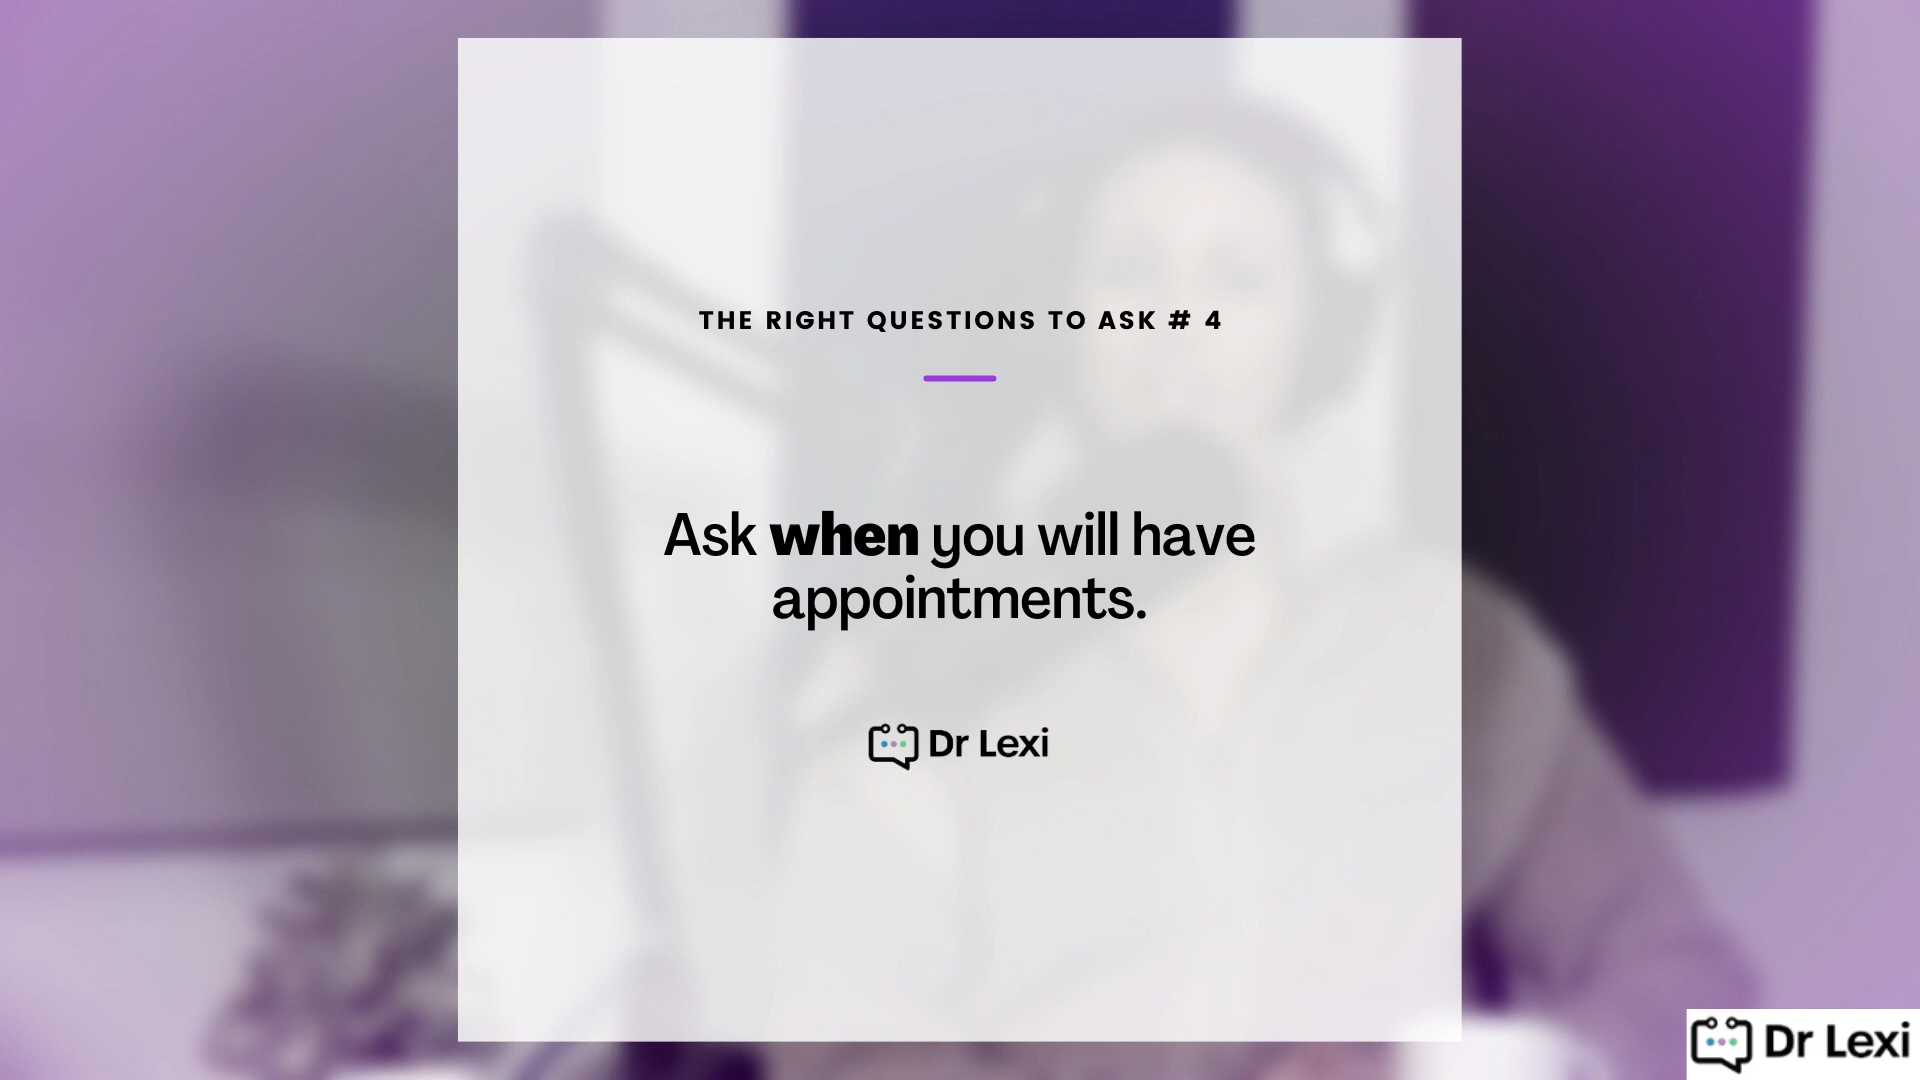 THE RIGHT QUESTIONS TO ASK # 4
Ask when you will have
appointments.
Dr Lexi
Dr Lexi